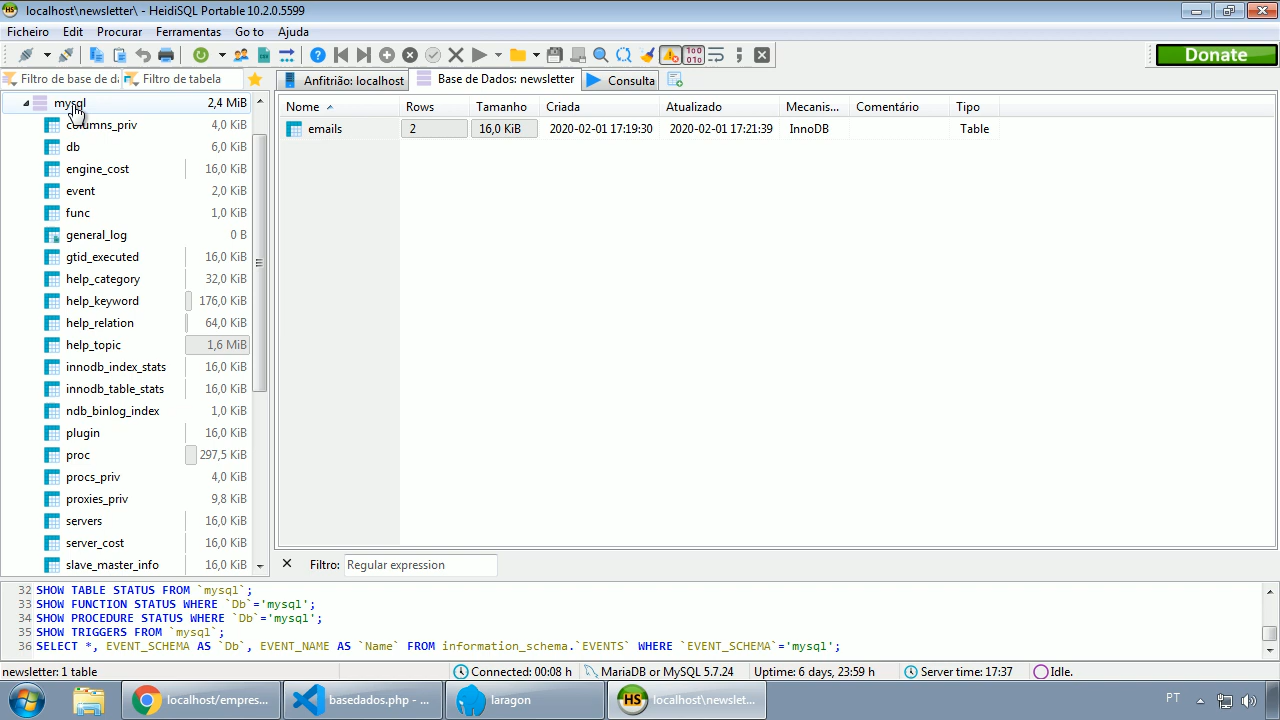 localhost\newsletter\ - HeidiSQL Portable 10.2.0.5599
Ficheiro Edit Procurar Ferramentas Go to Ajuda
Donate
Filtro de base de da Filtro de tabela
Anfitrião: localhost Base de Dados: newsletter Consulta
mysql 2,4 MiB
columns_priv 4,0 KiB
db 6,0 KiB
engine_cost 16,0 KiB
event 2,0 KiB
func 1,0 KiB
general_log 0 B
gtid_executed 16,0 KiB
help_category 32,0 KiB
help_keyword 176,0 KiB
help_relation 64,0 KiB
help_topic 1,6 MiB
innodb_index_stats 16,0 KiB
innodb_table_stats 16,0 KiB
ndb_binlog_index 1,0 KiB
plugin 16,0 KiB
proc 297,5 KiB
procs_priv 4,0 KiB
proxies_priv 9,8 KiB
servers 16,0 KiB
server_cost 16,0 KiB
slave_master_info 16,0 KiB
Nome Rows Tamanho Criada Atualizado Mecanis... Comentário Tipo
emails 2 16,0 KiB 2020-02-01 17:19:30 2020-02-01 17:21:39 InnoDB Table
Filtro: Regular expression
32 SHOW TABLE STATUS FROM `mysql`;
33 SHOW FUNCTION STATUS WHERE `Db`='mysql';
34 SHOW PROCEDURE STATUS WHERE `Db`='mysql';
35 SHOW TRIGGERS FROM `mysql`;
36 SELECT *, EVENT_SCHEMA AS `Db`, EVENT_NAME AS `Name` FROM information_schema.`EVENTS` WHERE `EVENT_SCHEMA`='mysql';
newsletter: 1 table Connected: 00:08 h MariaDB or MySQL 5.7.24 Uptime: 6 days, 23:59 h Server time: 17:37 Idle.
localhost/empres... basedados.php - ... laragon HS localhost\newslet... PT